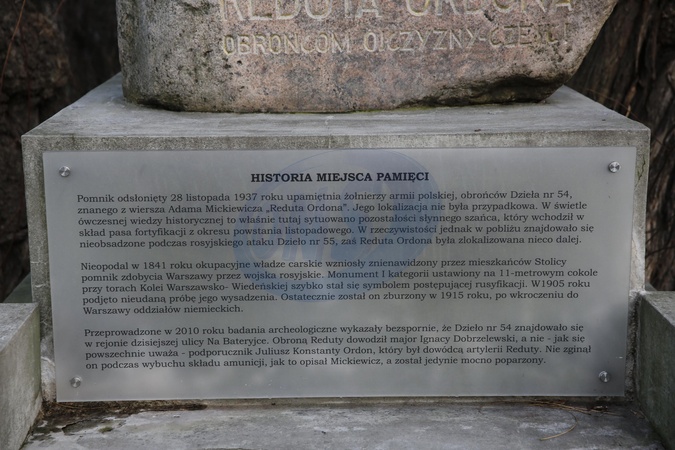 REDUTA ORDONA
OBROŃCOM OJCZYZNY-CZEŚĆ!
HISTORIA MIEJSCA PAMIĘCI
Pomnik odsłonięty 28 listopada 1937 roku upamiętnia żołnierzy armii polskiej, obrońców Dzieła nr 54,
znanego z wiersza Adama Mickiewicza „Reduta Ordona”. Jego lokalizacja nie była przypadkowa. W świetle
ówczesnej wiedzy historycznej to właśnie tutaj sytuowano pozostałości słynnego szańca, który wchodził w
skład pasa fortyfikacji z okresu powstania listopadowego. W rzeczywistości jednak w pobliżu znajdowało się
nieobsadzone podczas rosyjskiego ataku Dzieło nr 55, zaś Reduta Ordona była zlokalizowana nieco dalej.
Nieopodal w 1841 roku okupacyjne władze carskie wzniosły znienawidzony przez mieszkańców Stolicy
pomnik zdobycia Warszawy przez wojska rosyjskie. Monument I kategorii ustawiony na 11-metrowym cokole
przy torach Kolei Warszawsko- Wiedeńskiej szybko stał się symbolem postępującej rusyfikacji. W1905 roku
podjęto nieudaną próbę jego wysadzenia. Ostatecznie został on zburzony w 1915 roku, po wkroczeniu do
Warszawy oddziałów niemieckich.
Przeprowadzone w 2010 roku badania archeologiczne wykazały bezspornie, że Dzieło nr 54 znajdowało się
w rejonie dzisiejszej ulicy Na Bateryjce. Obroną Reduty dowodził major Ignacy Dobrzelewski, a nie - jak się
powszechnie uważa - podporucznik Juliusz Konstanty Ordon, który był dowódcą artylerii Reduty. Nie zginął
on podczas wybuchu składu amunicji, jak to opisał Mickiewicz, a został jedynie mocno poparzony.